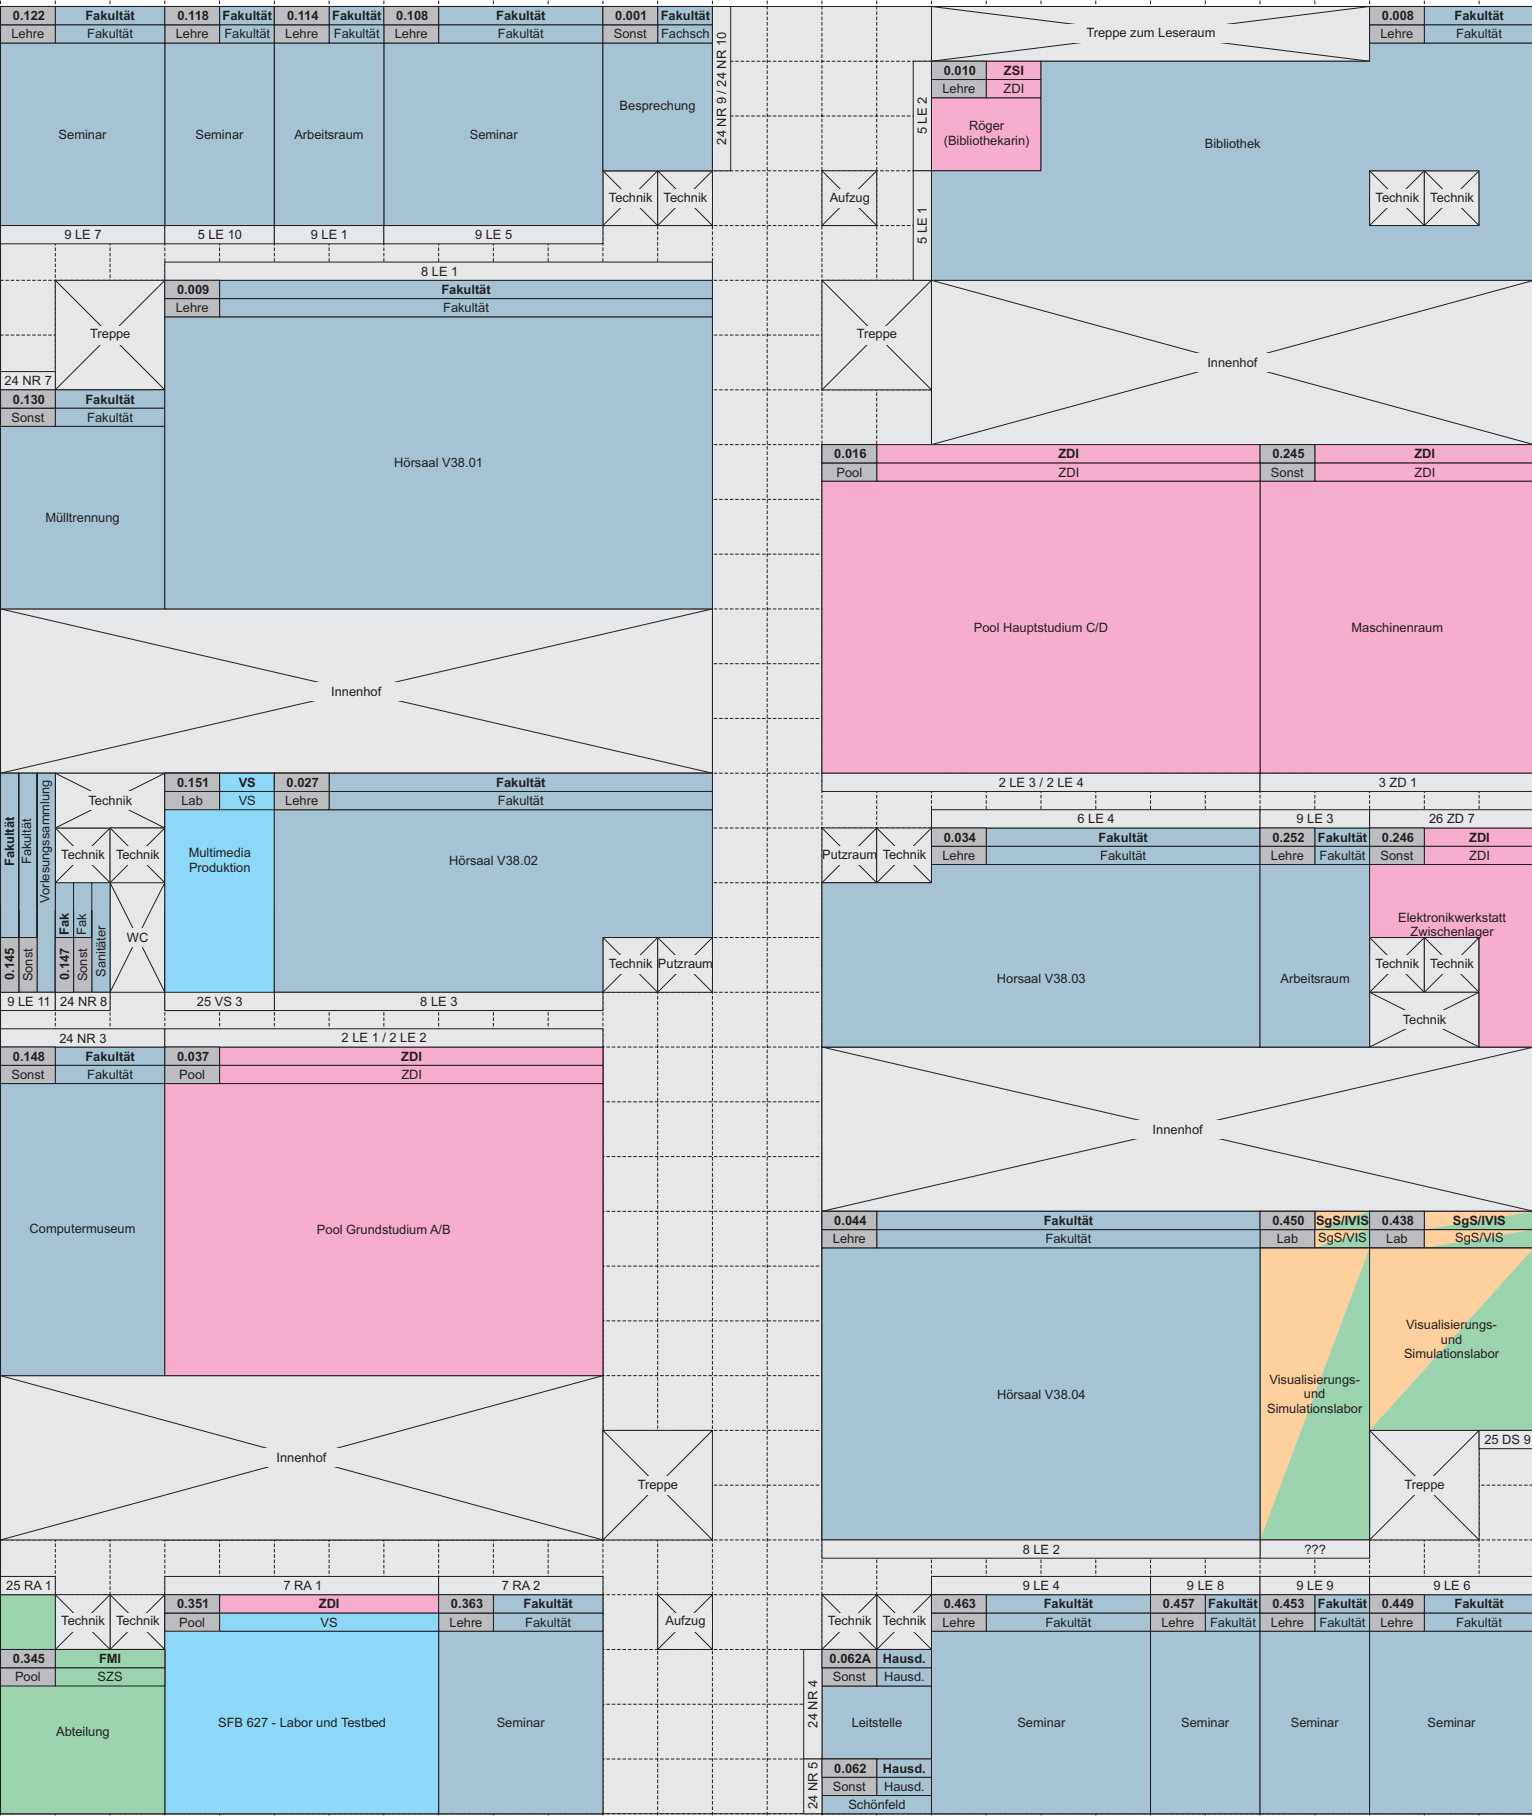 0.122 Fakultät 0.118 Fakultät 0.114 Fakultät 0.108 Fakultät 0.001 Fakultät
Lehre Fakultät Lehre Fakultät Lehre Fakultät Lehre Fakultät Sonst Fachsch
Seminar
Seminar
Arbeitsraum
Seminar
Besprechung
24 NR 9 / 24 NR 10
Technik Technik
9 LE 7 5 LE 10 9 LE 1 9 LE 5
Treppe zum Leseraum
0.008 Fakultät
Lehre Fakultät
5 LE 2
0.010 ZSI
Lehre ZDI
Röger
(Bibliothekarin)
Bibliothek
Aufzug
5 LE 1
Technik Technik
8 LE 1
Treppe
0.009 Fakultät
Lehre Fakultät
Hörsaal V38.01
24 NR 7
0.130 Fakultät
Sonst Fakultät
Mülltrennung
Treppe
Innenhof
0.016 ZDI 0.245 ZDI
Pool ZDI Sonst ZDI
Pool Hauptstudium C/D
Maschinenraum
2 LE 3 / 2 LE 4 3 ZD 1
Innenhof
0.145 Fakultät
Sonst Fakultät
Vorlesungssammlung
Technik
Technik Technik
0.147 Fak
Sonst Fak
Sanitäter
WC
0.151 VS 0.027 Fakultät
Lab VS Lehre Fakultät
Multimedia
Produktion
Hörsaal V38.02
Technik Putzraum
9 LE 11 24 NR 8 25 VS 3 8 LE 3
6 LE 4 9 LE 3 26 ZD 7
Putzraum Technik
0.034 Fakultät 0.252 Fakultät 0.246 ZDI
Lehre Fakultät Lehre Fakultät Sonst ZDI
Horsaal V38.03
Arbeitsraum
Elektronikwerkstatt
Zwischenlager
Technik Technik
Technik
24 NR 3 2 LE 1 / 2 LE 2
0.148 Fakultät 0.037 ZDI
Sonst Fakultät Pool ZDI
Computermuseum
Pool Grundstudium A/B
Innenhof
0.044 Fakultät 0.450 SgS/IVIS 0.438 SgS/IVIS
Lehre Fakultät Lab SgS/VIS Lab SgS/VIS
Hörsaal V38.04
Visualisierungs-
und
Simulationslabor
Visualisierungs-
und
Simulationslabor
25 DS 9
Treppe
8 LE 2 ???
Innenhof
Treppe
25 RA 1 7 RA 1 7 RA 2
Technik Technik
0.351 ZDI 0.363 Fakultät
Pool VS Lehre Fakultät
0.345 FMI
Pool SZS
Abteilung
SFB 627 - Labor und Testbed
Seminar
Aufzug
9 LE 4 9 LE 8 9 LE 9 9 LE 6
Technik Technik
0.463 Fakultät 0.457 Fakultät 0.453 Fakultät 0.449 Fakultät
Lehre Fakultät Lehre Fakultät Lehre Fakultät Lehre Fakultät
24 NR 4
0.062A Hausd.
Sonst Hausd.
Leitstelle
Seminar
Seminar
Seminar
Seminar
24 NR 5
0.062 Hausd.
Sonst Hausd.
Schönfeld